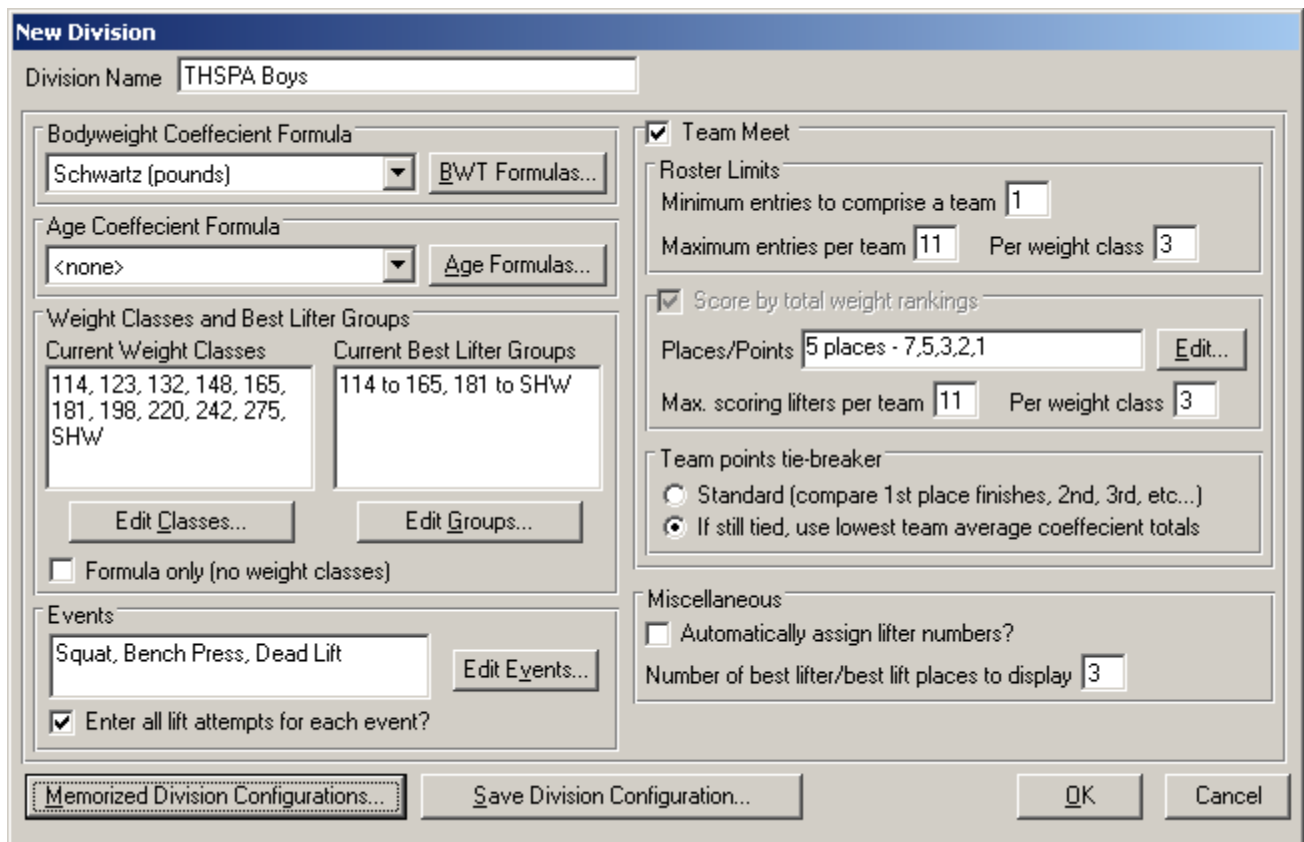 New Division
Division Name THSPA Boys
Bodyweight Coeffecient Formula
Schwartz (pounds) BWT Formulas...
Age Coeffecient Formula
<none> Age Formulas...
Weight Classes and Best Lifter Groups
Current Weight Classes Current Best Lifter Groups
114, 123, 132, 148, 165, 114 to 165, 181 to SHW
181, 198, 220, 242, 275,
SHW
Edit Classes... Edit Groups...
Formula only (no weight classes)
Events
Squat, Bench Press, Dead Lift
Edit Events...
Enter all lift attempts for each event?
Team Meet
Roster Limits
Minimum entries to comprise a team 1
Maximum entries per team 11 Per weight class 3
Score by total weight rankings
Places/Points 5 places - 7,5,3,2,1 Edit...
Max. scoring lifters per team 11 Per weight class 3
Team points tie-breaker
Standard (compare 1st place finishes, 2nd, 3rd, etc...)
If still tied, use lowest team average coeffecient totals
Miscellaneous
Automatically assign lifter numbers?
Number of best lifter/best lift places to display 3
Memorized Division Configurations... Save Division Configuration... OK Cancel